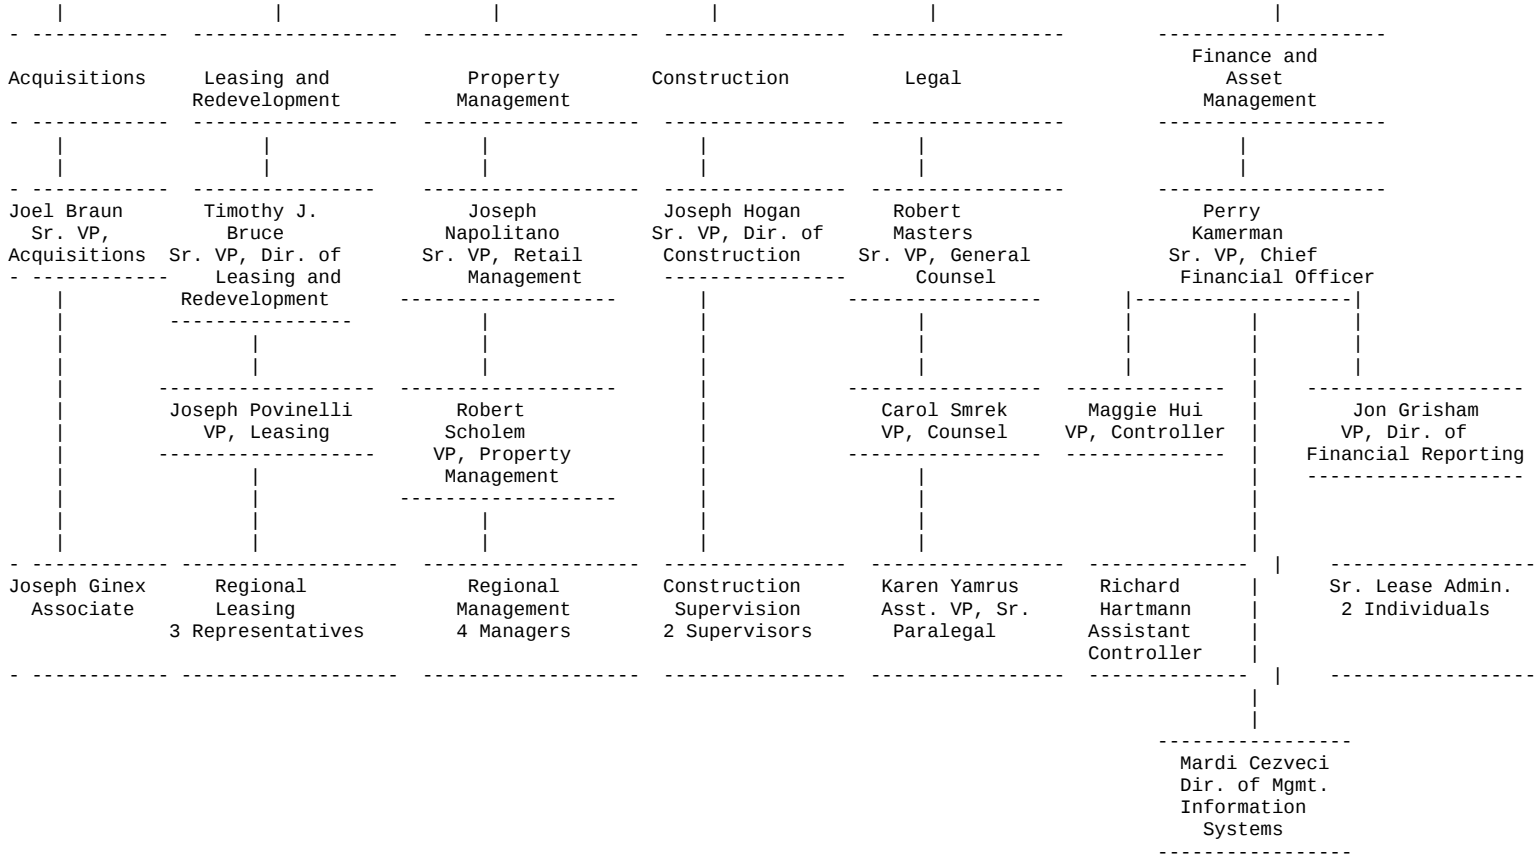 Finance and
Acquisitions Leasing and Property Construction Legal Asset
Redevelopment Management Management
Joel Braun Timothy J. Joseph Joseph Hogan Robert Perry
Sr. VP, Bruce Napolitano Sr. VP, Dir. of Masters Kamerman
Acquisitions Sr. VP, Dir. of Sr. VP, Retail Construction Sr. VP, General Sr. VP, Chief
Leasing and Management Counsel Financial Officer
Redevelopment
Joseph Povinelli Robert Carol Smrek Maggie Hui Jon Grisham
VP, Leasing Scholem VP, Counsel VP, Controller VP, Dir. of
VP, Property Financial Reporting
Management
Joseph Ginex Regional Regional Construction Karen Yamrus Richard Sr. Lease Admin.
Associate Leasing Management Supervision Asst. VP, Sr. Hartmann 2 Individuals
3 Representatives 4 Managers 2 Supervisors Paralegal Assistant
Controller
Mardi Cezveci
Dir. of Mgmt.
Information
Systems